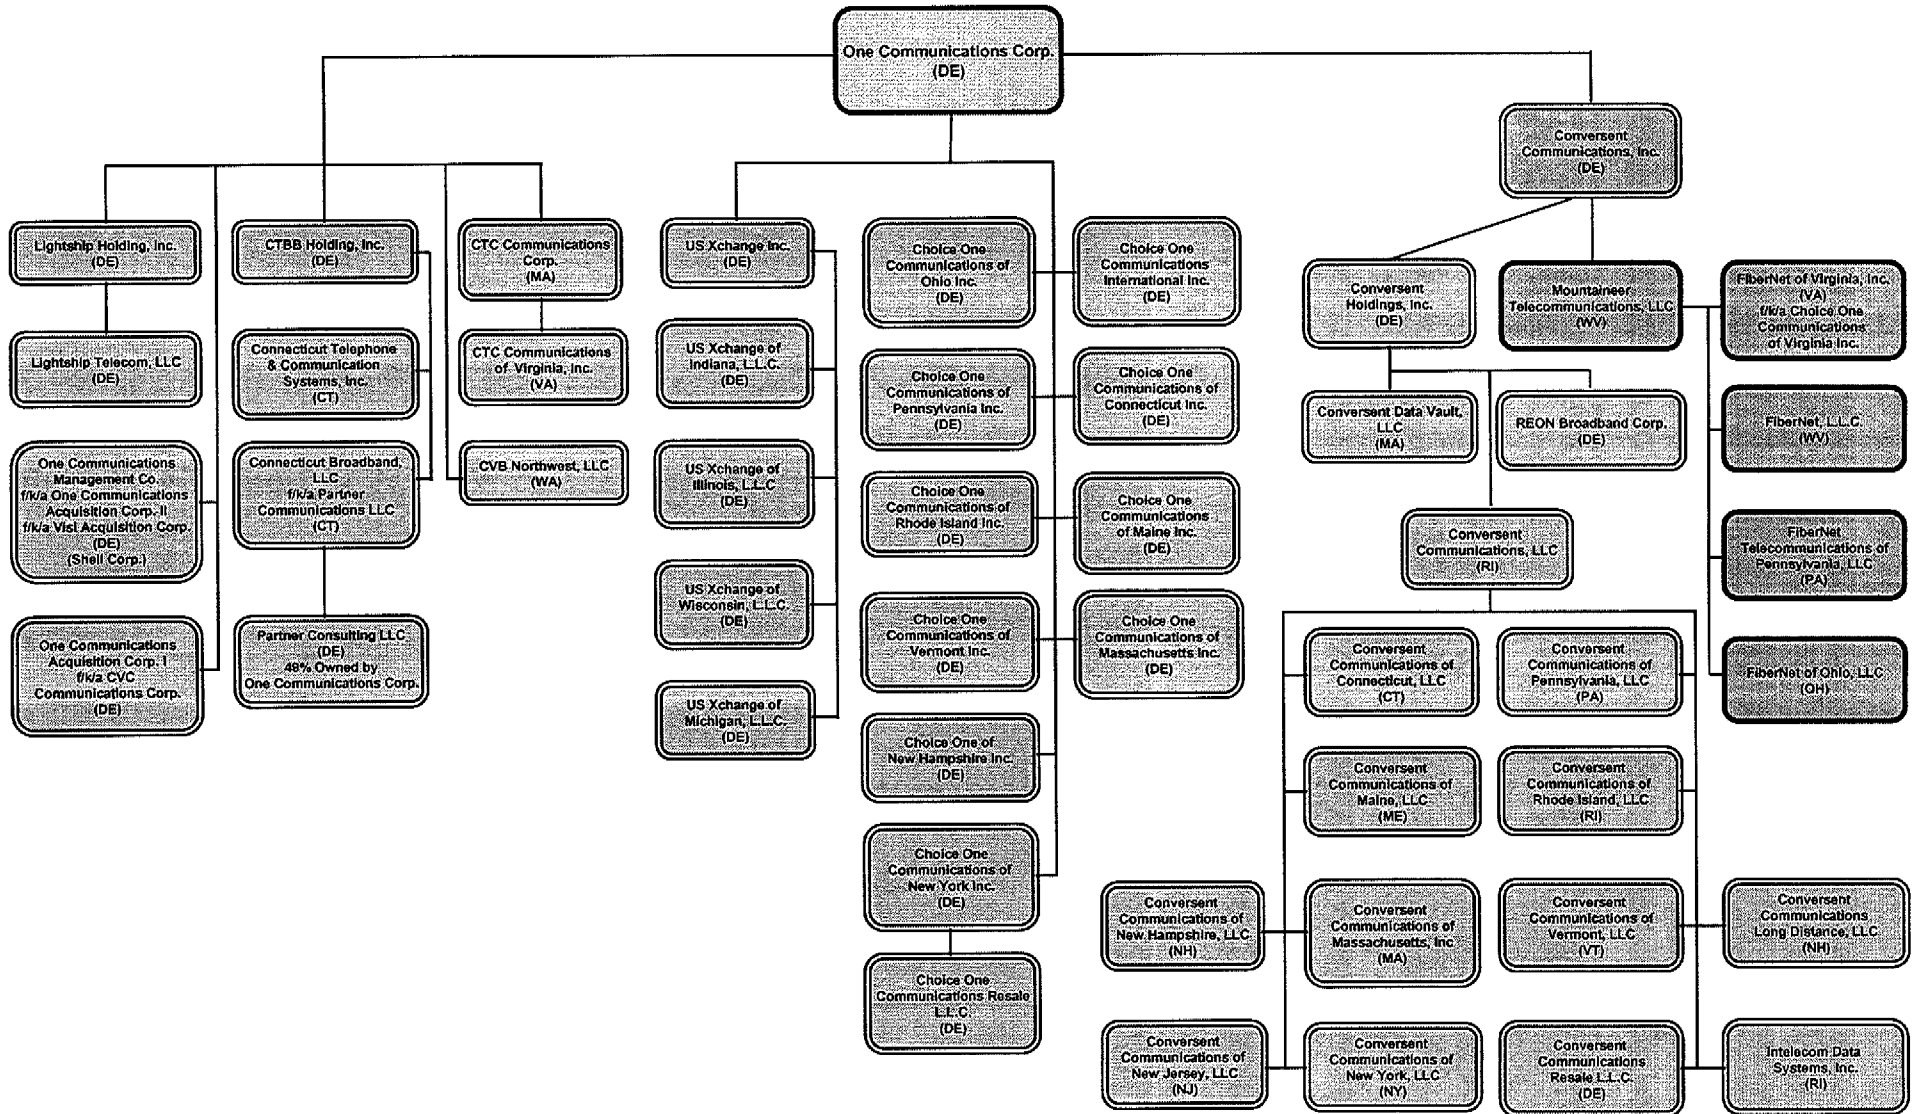 One Communications Corp.
(DE)
Conversent
Communications, Inc.
(DE)
Lightship Holding, Inc.
(DE)
CTBB Holding, Inc.
(DE)
CTC Communications
Corp.
(MA)
US Xchange Inc.
(DE)
Choice One
Communications of
Ohio Inc.
(DE)
Choice One
Communications
International Inc.
(DE)
Conversent
Holdings, Inc.
(DE)
Mountaineer
Telecommunications, LLC
(WV)
FiberNet of Virginia, Inc.
(VA)
f/k/a Choice One
Communications
of Virginia Inc.
Lightship Telecom, LLC
(DE)
Connecticut Telephone
& Communication
Systems, Inc.
(CT)
CTC Communications
of Virginia, Inc.
(VA)
US Xchange of
Indiana, L.L.C.
(DE)
Choice One
Communications of
Pennsylvania Inc.
(DE)
Choice One
Communications of
Connecticut Inc.
(DE)
Conversent Data Vault,
LLC
(MA)
REON Broadband Corp.
(DE)
FiberNet, L.L.C.
(WV)
One Communications
Management Co.
f/k/a One Communications
Acquisition Corp. II
f/k/a Visi Acquisition Corp.
(DE)
(Shell Corp.)
Connecticut Broadband,
LLC
f/k/a Partner
Communications LLC
(CT)
CVB Northwest, LLC
(WA)
US Xchange of
Illinois, L.L.C
(DE)
Choice One
Communications of
Rhode Island Inc.
(DE)
Choice One
Communications
of Maine Inc.
(DE)
Conversent
Communications, LLC
(RI)
FiberNet
Telecommunications of
Pennsylvania, LLC
(PA)
US Xchange of
Wisconsin, L.L.C.
(DE)
Choice One
Communications of
Vermont Inc.
(DE)
Choice One
Communications of
Massachusetts Inc.
(DE)
One Communications
Acquisition Corp. I
f/k/a CVC
Communications Corp.
(DE)
Partner Consulting LLC
(DE)
49% Owned by
One Communications Corp.
US Xchange of
Michigan, L.L.C.
(DE)
Choice One of
New Hampshire Inc.
(DE)
Conversent
Communications of
Connecticut, LLC
(CT)
Conversent
Communications of
Pennsylvania, LLC
(PA)
FiberNet of Ohio, LLC
(OH)
Conversent
Communications of
Maine, LLC
(ME)
Conversent
Communications of
Rhode Island, LLC
(RI)
Choice One
Communications of
New York Inc.
(DE)
Conversent
Communications of
New Hampshire, LLC
(NH)
Conversent
Communications of
Massachusetts, Inc
(MA)
Conversent
Communications of
Vermont, LLC
(VT)
Conversent
Communications
Long Distance, LLC
(NH)
Choice One
Communications Resale
L.L.C.
(DE)
Conversent
Communications of
New Jersey, LLC
(NJ)
Conversent
Communications of
New York, LLC
(NY)
Conversent
Communications
Resale L.L.C.
(DE)
Intelecom Data
Systems, Inc.
(RI)